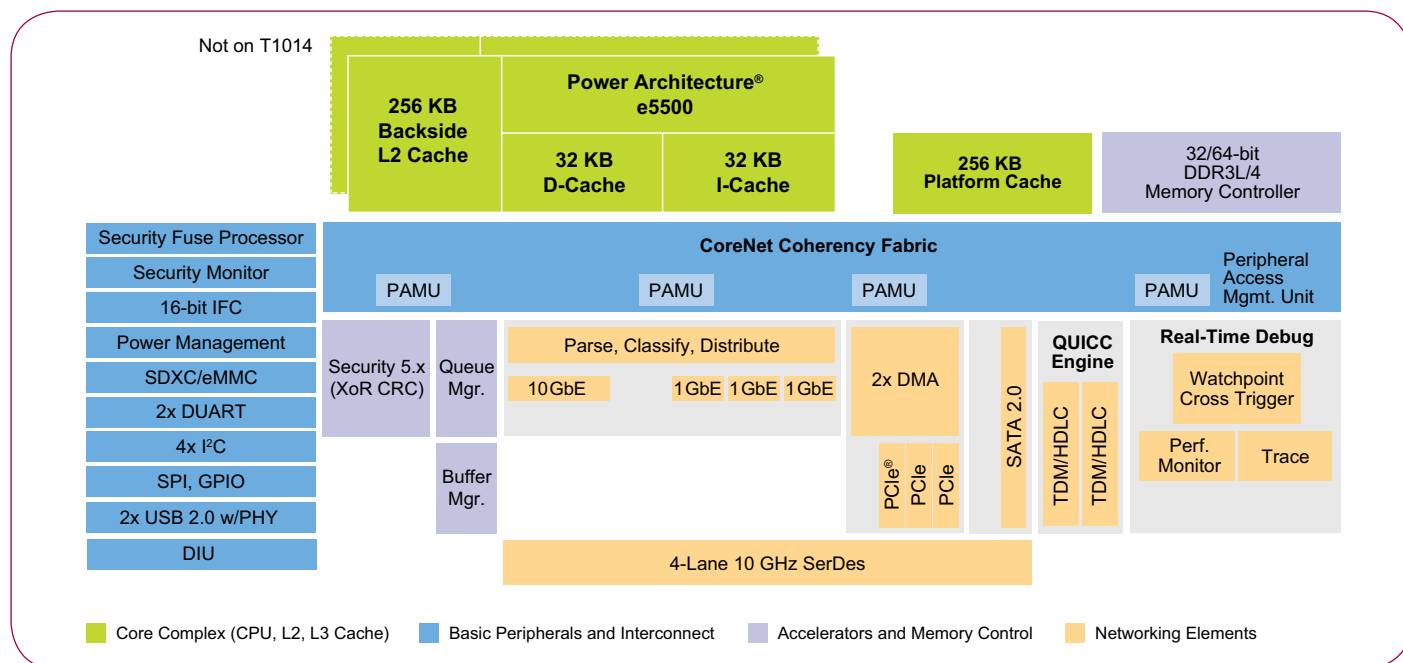 Not on T1014
256 KB
Backside
L2 Cache
Power Architecture®
e5500
32 KB
D-Cache
32 KB
I-Cache
256 KB
Platform Cache
32/64-bit
DDR3L/4
Memory Controller
Security Fuse Processor
Security Monitor
16-bit IFC
Power Management
SDXC/eMMC
2x DUART
4x I²C
SPI, GPIO
2x USB 2.0 w/PHY
DIU
CoreNet Coherency Fabric
PAMU
PAMU
PAMU
PAMU
Peripheral
Access
Mgmt. Unit
Security 5.x
(XoR CRC)
Queue
Mgr.
Buffer
Mgr.
Parse, Classify, Distribute
10GbE
1GbE
1GbE
1GbE
2x DMA
PCIe®
PCIe
PCIe
SATA 2.0
QUICC
Engine
TDM/HDLC
TDM/HDLC
Real-Time Debug
Watchpoint
Cross Trigger
Perf.
Monitor
Trace
4-Lane 10 GHz SerDes
Core Complex (CPU, L2, L3 Cache)
Basic Peripherals and Interconnect
Accelerators and Memory Control
Networking Elements